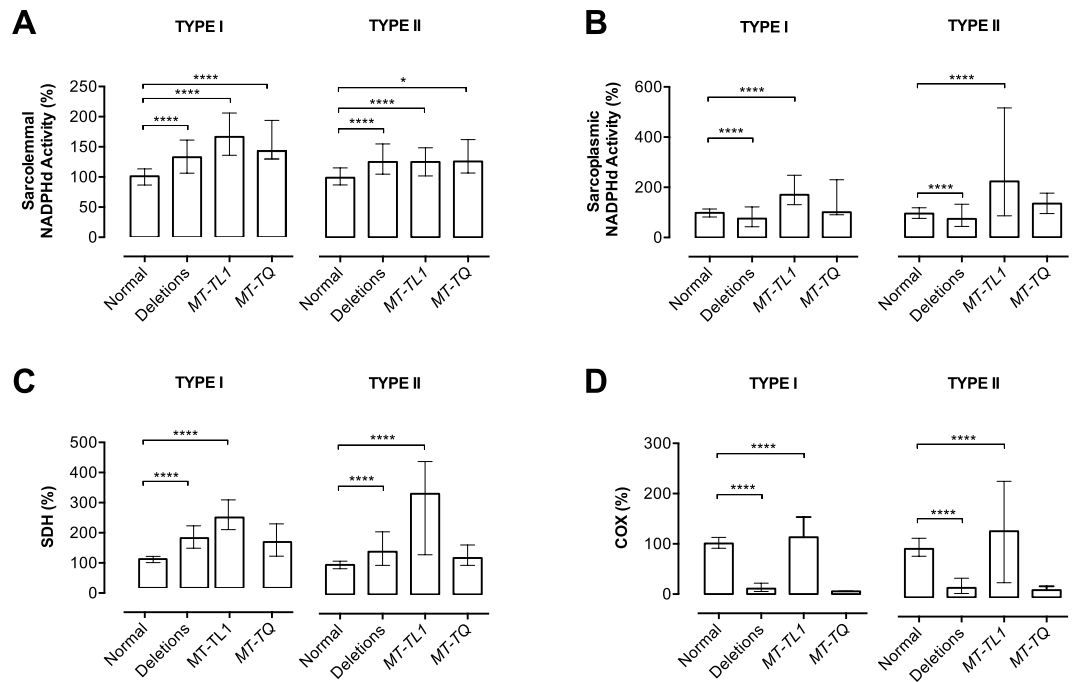 A
TYPE I
TYPE II
Sarcolemmal
NADPHd Activity (%)
250
200
150
100
50
0
****
****
****
*
****
****
Normal
Deletions
MT-TL1
MT-TQ
Normal
Deletions
MT-TL1
MT-TQ
B
TYPE I
TYPE II
Sarcoplasmic
NADPHd Activity (%)
600
400
200
0
****
****
****
****
Normal
Deletions
MT-TL1
MT-TQ
Normal
Deletions
MT-TL1
MT-TQ
C
TYPE I
TYPE II
SDH (%)
500
400
300
200
100
0
****
****
****
****
Normal
Deletions
MT-TL1
MT-TQ
Normal
Deletions
MT-TL1
MT-TQ
D
TYPE I
TYPE II
COX (%)
300
200
100
0
****
****
****
****
Normal
Deletions
MT-TL1
MT-TQ
Normal
Deletions
MT-TL1
MT-TQ